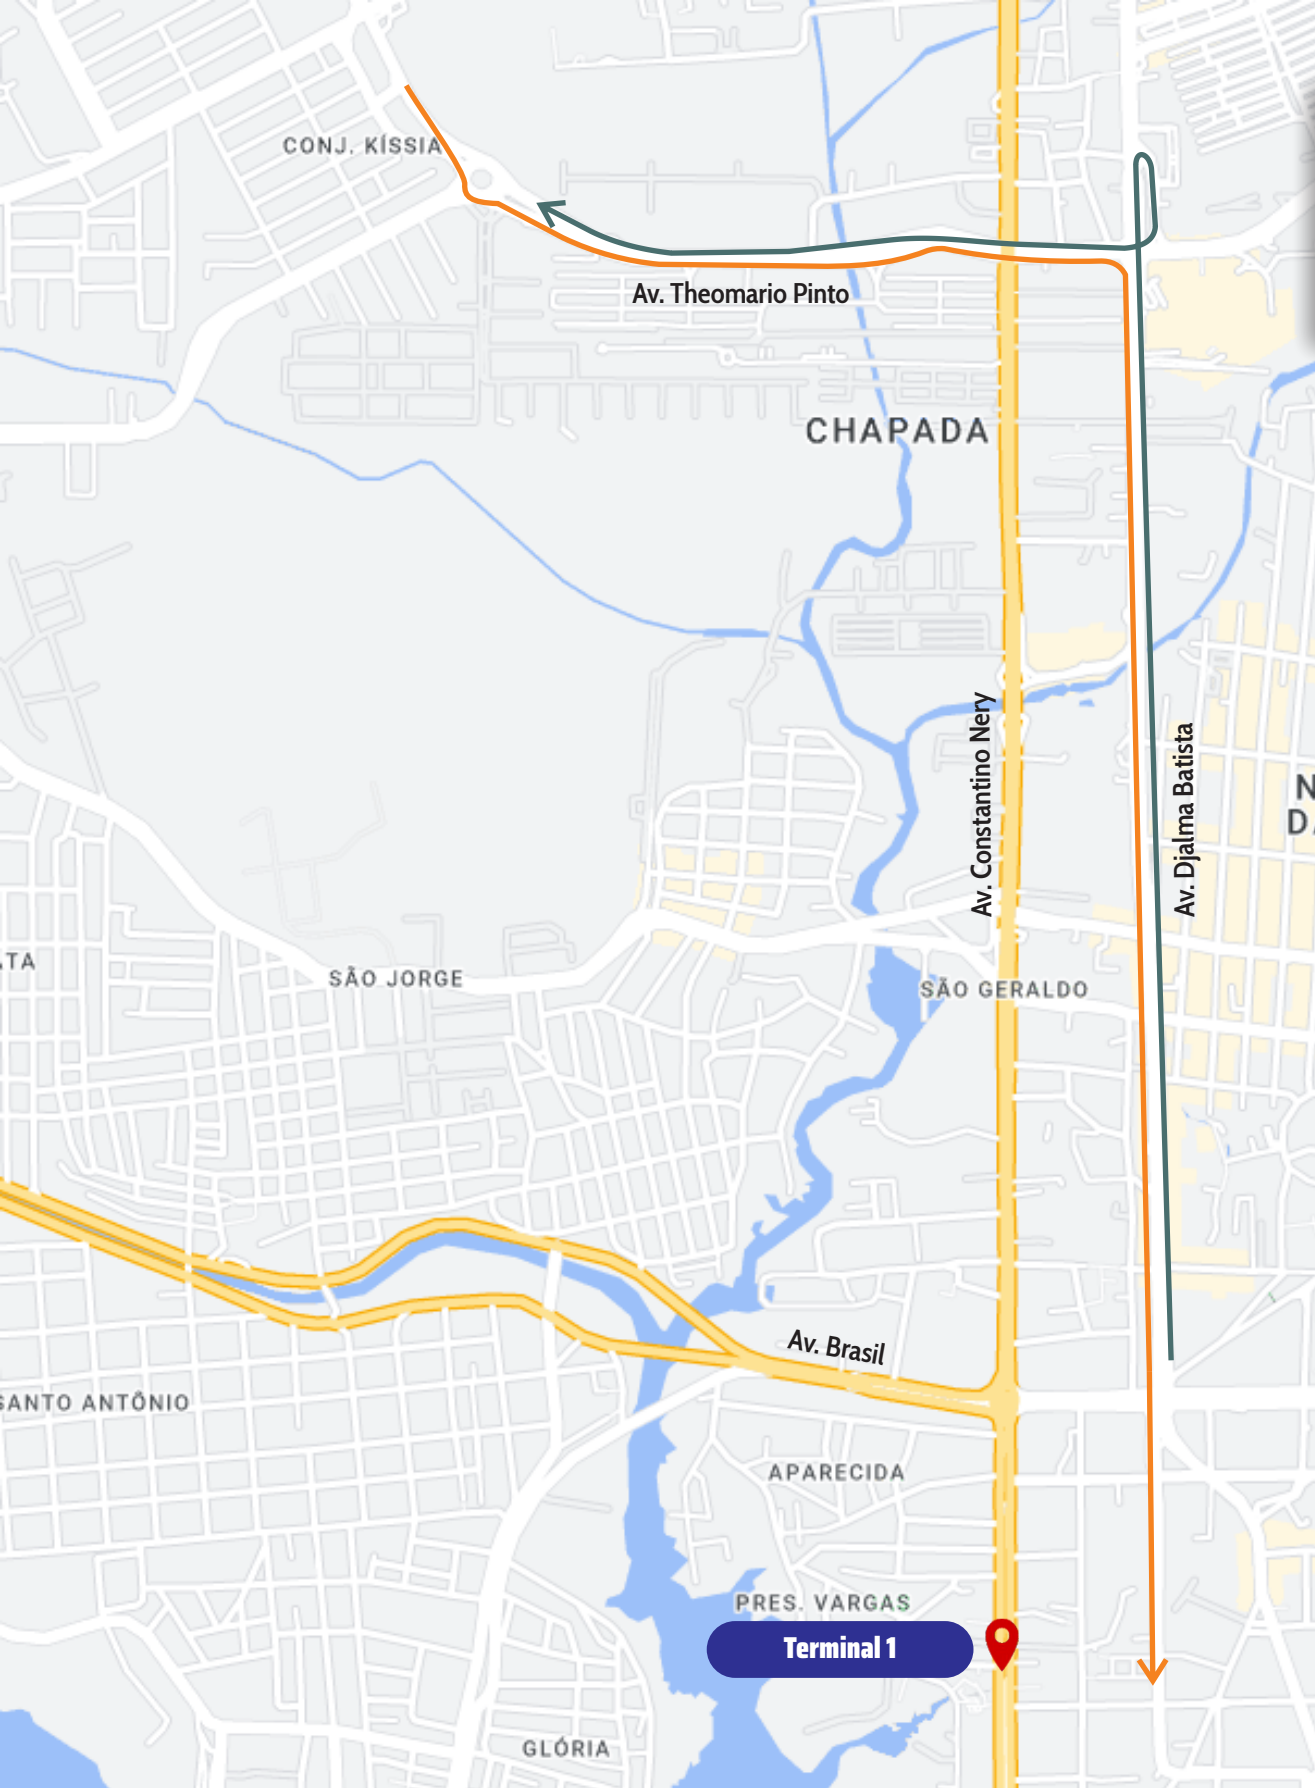 CONJ. KÍSSIA
Av. Theomario Pinto
CHAPADA
Av. Constantino Nery
Av. Djalma Batista
N
D
TA
SÃO JORGE
SÃO GERALDO
Av. Brasil
SANTO ANTÔNIO
APARECIDA
PRES. VARGAS
Terminal 1
GLÓRIA